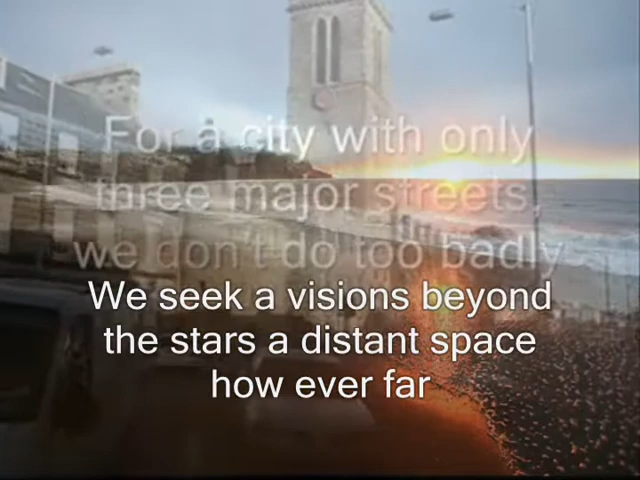 For a city with only
three major streets,
we don't do too badly
We seek a visions beyond
the stars a distant space
how ever far